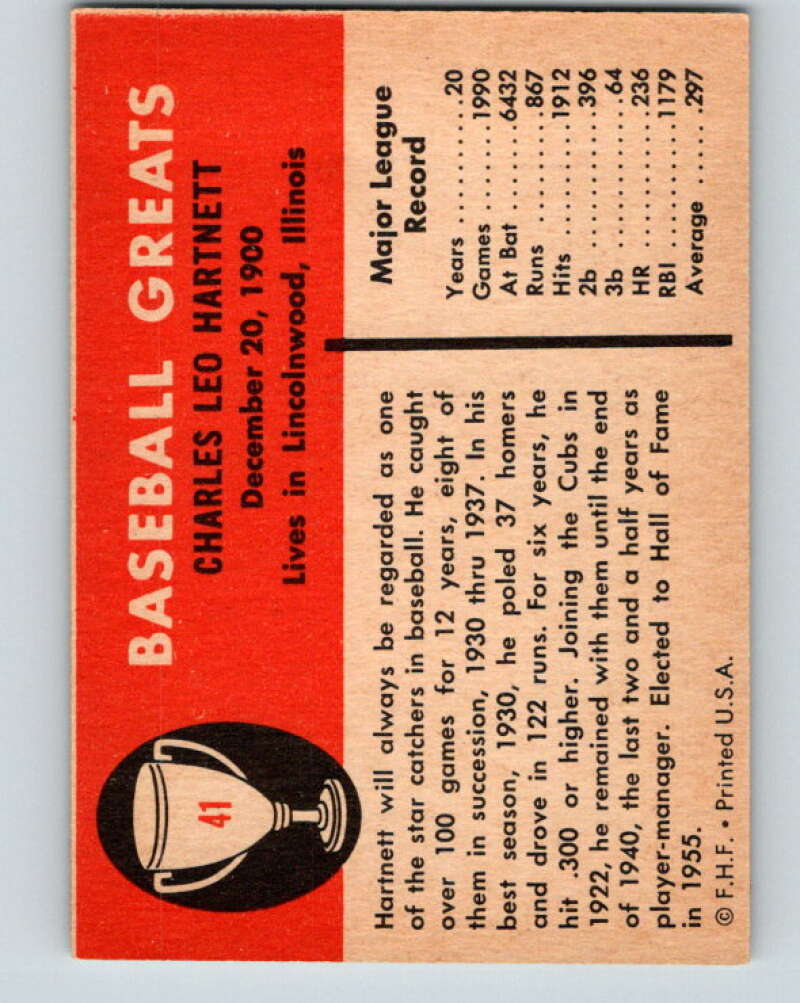 BASEBALL GREATS
CHARLES LEO HARTNETT
December 20, 1900
Lives in Lincolnwood, Illinois
41
Hartnett will always be regarded as one
of the star catchers in baseball. He caught
over 100 games for 12 years, eight of
them in succession, 1930 thru 1937. In his
best season, 1930, he poled 37 homers
and drove in 122 runs. For six years, he
hit .300 or higher. Joining the Cubs in
1922, he remained with them until the end
of 1940, the last two and a half years as
player-manager. Elected to Hall of Fame
in 1955.
© F.H.F. • Printed U.S.A.
Major League
Record
Years ..........20
Games ......1990
At Bat ........6432
Runs ..........867
Hits ..........1912
2b ............396
3b ..............64
HR ............236
RBI ..........1179
Average ......297